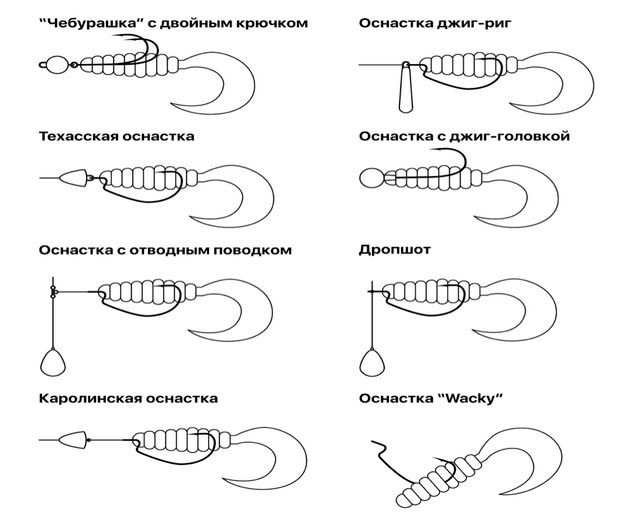 “Чебурашка” с двойным крючком
Оснастка джиг-риг
Техасская оснастка
Оснастка с джиг-головкой
Оснастка с отводным поводком
Дропшот
Каролинская оснастка
Оснастка “Wacky”